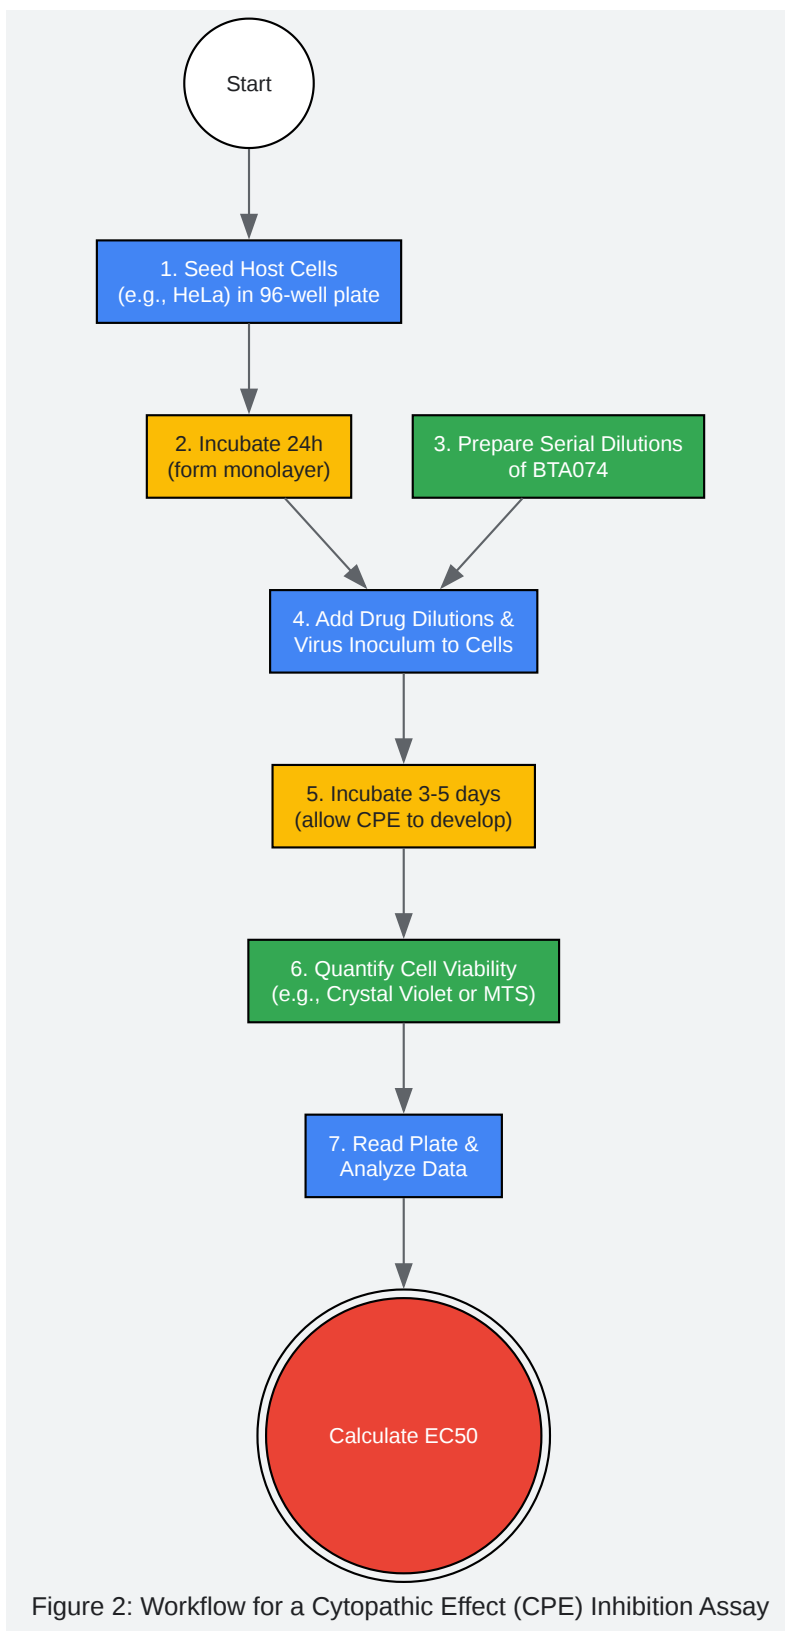 Start
1. Seed Host Cells
(e.g., HeLa) in 96-well plate
2. Incubate 24h
(form monolayer)
3. Prepare Serial Dilutions
of BTA074
4. Add Drug Dilutions &
Virus Inoculum to Cells
5. Incubate 3-5 days
(allow CPE to develop)
6. Quantify Cell Viability
(e.g., Crystal Violet or MTS)
7. Read Plate &
Analyze Data
Calculate EC50
Figure 2: Workflow for a Cytopathic Effect (CPE) Inhibition Assay